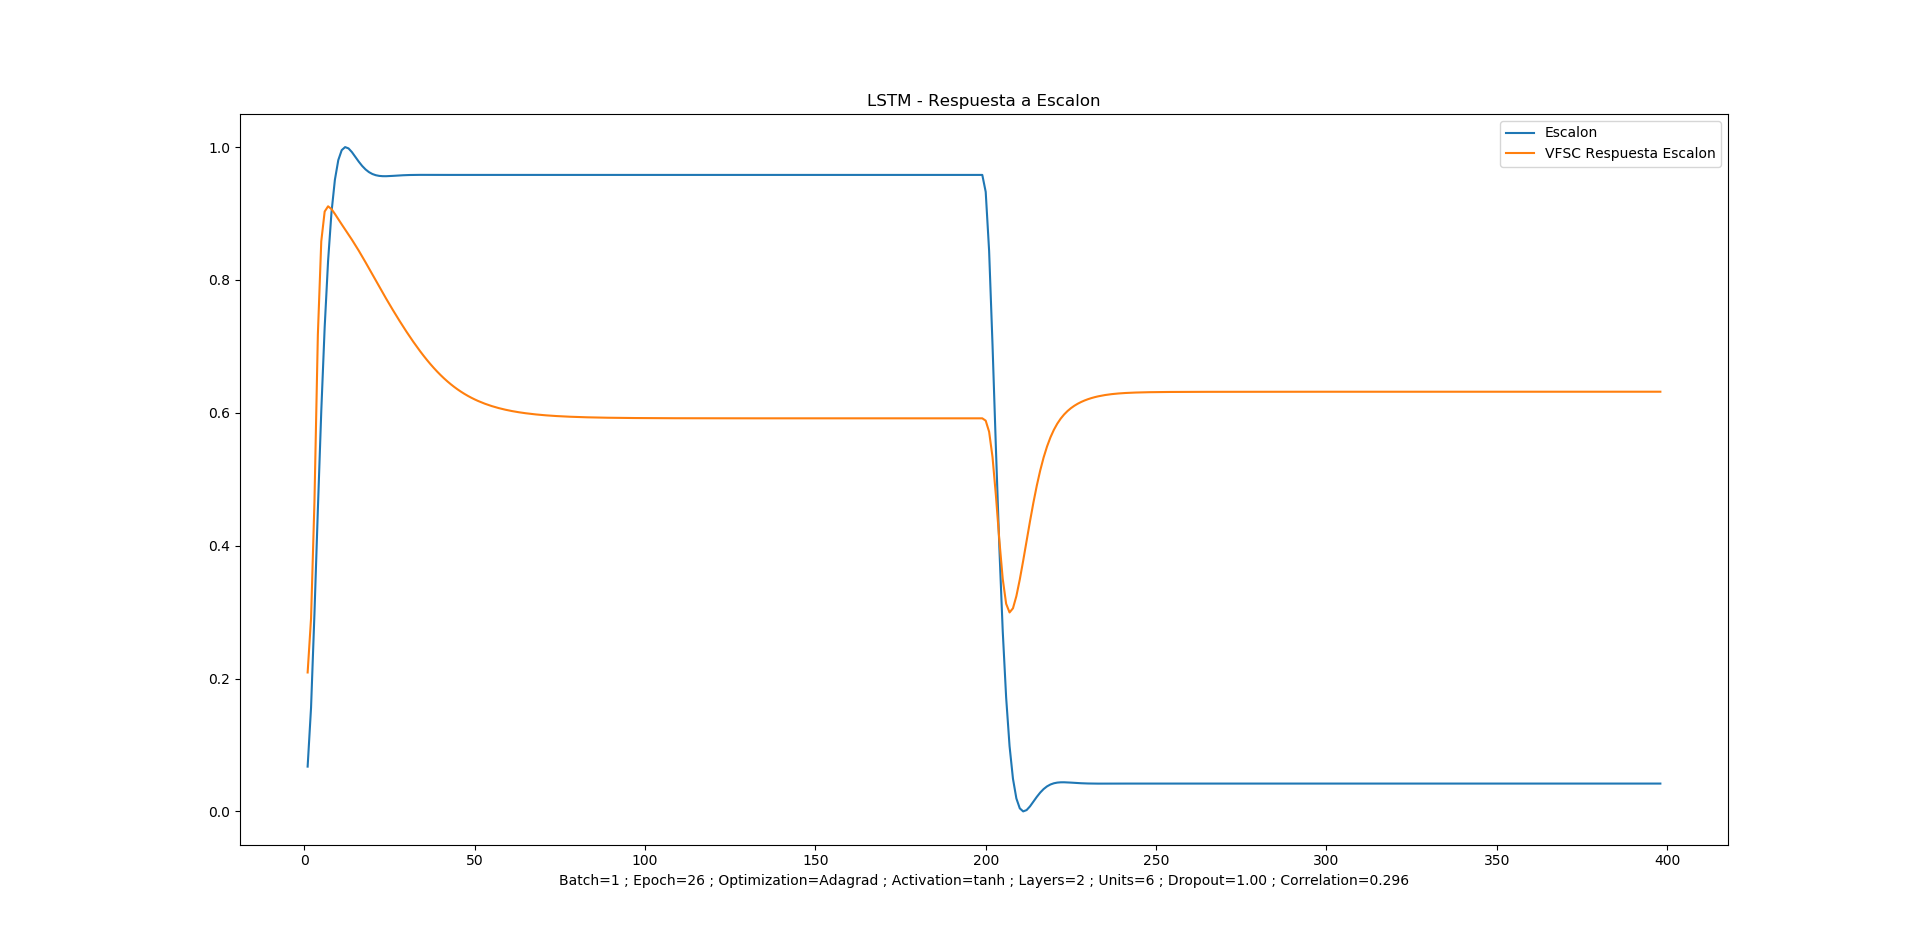 LSTM - Respuesta a Escalon
Escalon
VFSC Respuesta Escalon
1.0
0.8
0.6
0.4
0.2
0.0
0 50 100 150 200 250 300 350 400
Batch=1 ; Epoch=26 ; Optimization=Adagrad ; Activation=tanh ; Layers=2 ; Units=6 ; Dropout=1.00 ; Correlation=0.296